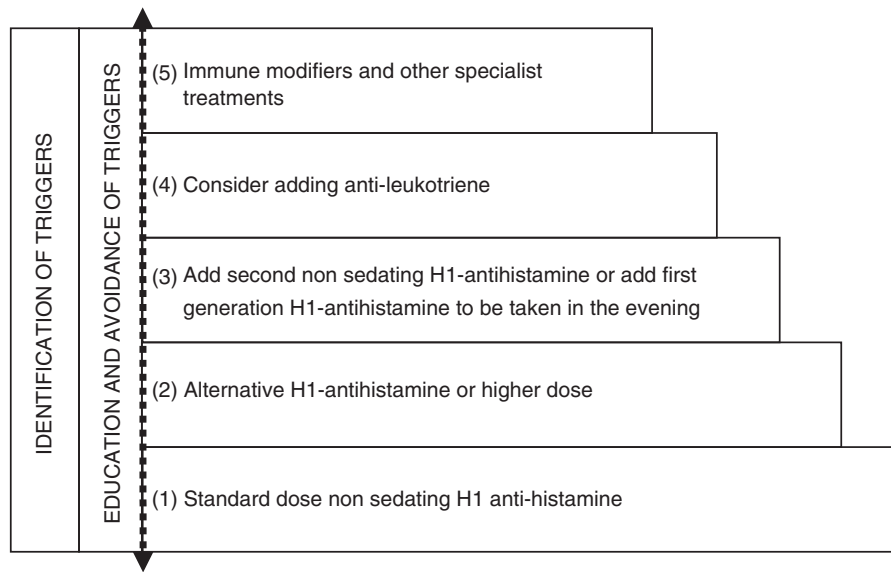 IDENTIFICATION OF TRIGGERS
EDUCATION AND AVOIDANCE OF TRIGGERS
(5) Immune modifiers and other specialist
treatments
(4) Consider adding anti-leukotriene
(3) Add second non sedating H1-antihistamine or add first
generation H1-antihistamine to be taken in the evening
(2) Alternative H1-antihistamine or higher dose
(1) Standard dose non sedating H1 anti-histamine